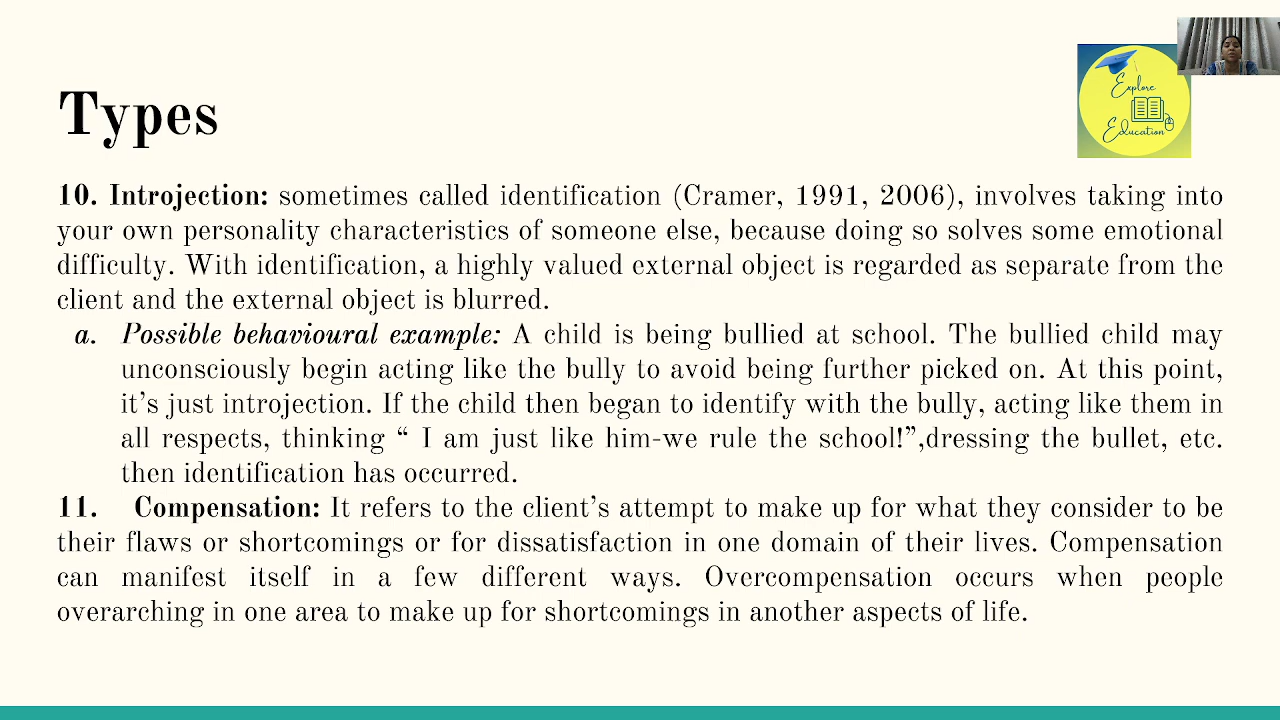 Explore
Education
Types
10. Introjection: sometimes called identification (Cramer, 1991, 2006), involves taking into
your own personality characteristics of someone else, because doing so solves some emotional
difficulty. With identification, a highly valued external object is regarded as separate from the
client and the external object is blurred.
a. Possible behavioural example: A child is being bullied at school. The bullied child may
unconsciously begin acting like the bully to avoid being further picked on. At this point,
it’s just introjection. If the child then began to identify with the bully, acting like them in
all respects, thinking “ I am just like him-we rule the school!”,dressing the bullet, etc.
then identification has occurred.
11. Compensation: It refers to the client’s attempt to make up for what they consider to be
their flaws or shortcomings or for dissatisfaction in one domain of their lives. Compensation
can manifest itself in a few different ways. Overcompensation occurs when people
overarching in one area to make up for shortcomings in another aspects of life.